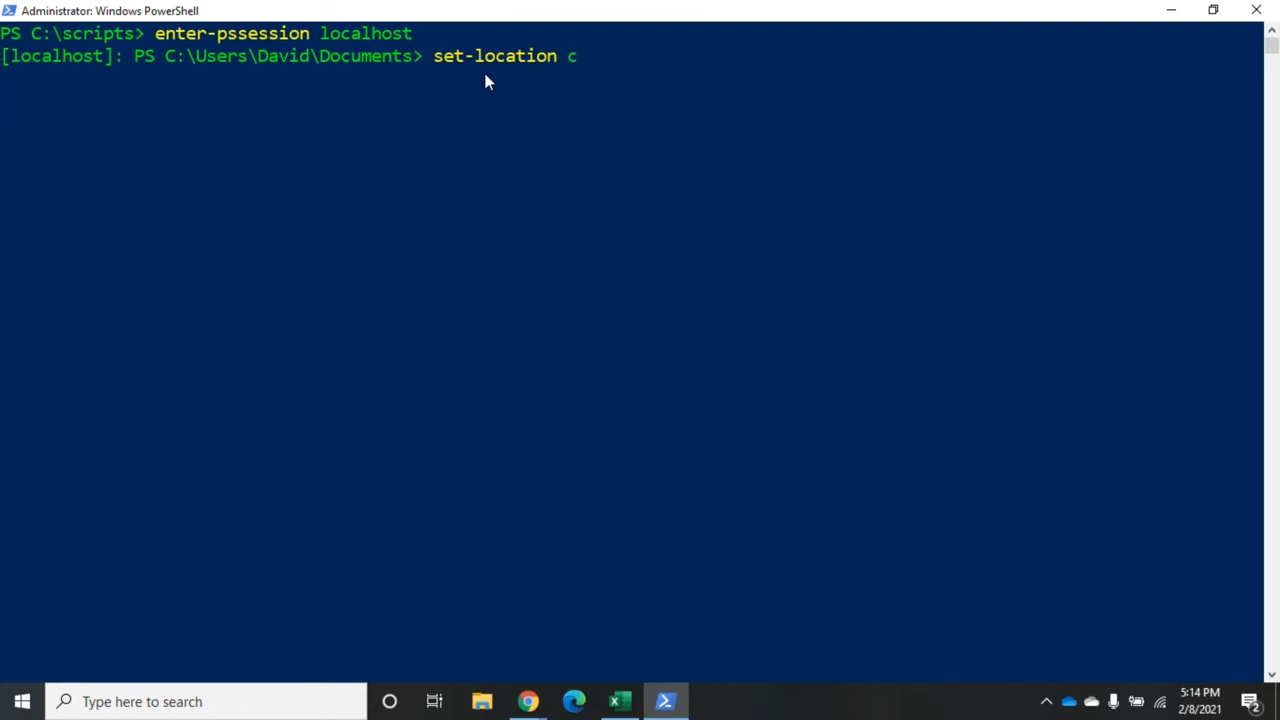 Administrator: Windows PowerShell
PS C:\scripts> enter-pssession localhost
[localhost]: PS C:\Users\David\Documents> set-location c
Type here to search
5:14 PM
2/8/2021
2